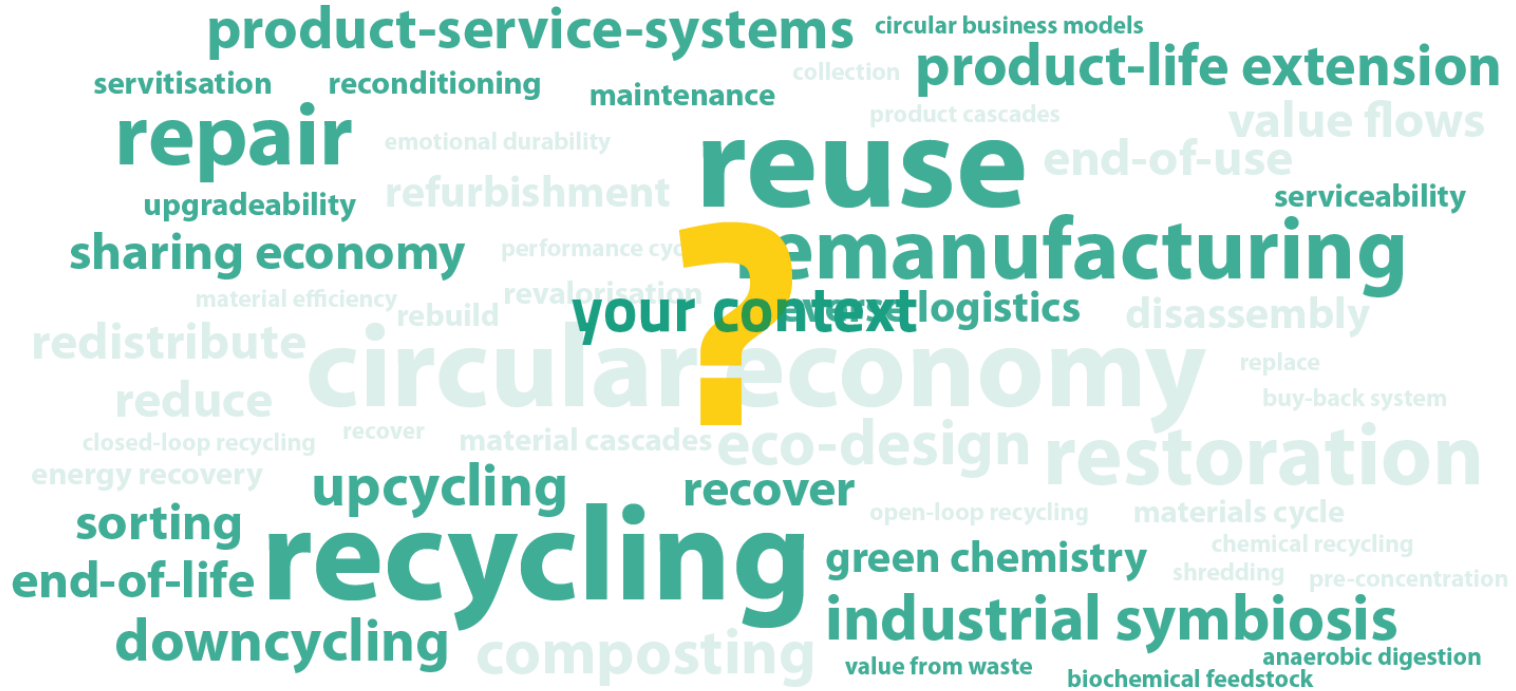 product-service-systems
circular business models
servitisation
reconditioning
maintenance
collection
product-life extension
repair
emotional durability
product cascades
value flows
reuse
end-of-use
upgradeability
refurbishment
serviceability
sharing economy
performance cyc
?
emanufacturing
material efficiency
rebuild
revalorisation
your context
everse logistics
disassembly
redistribute
circular economy
replace
reduce
buy-back system
closed-loop recycling
recover
material cascades
eco-design
restoration
energy recovery
upcycling
recover
sorting
open-loop recycling
materials cycle
recycling
green chemistry
chemical recycling
end-of-life
shredding
pre-concentration
downcycling
composting
industrial symbiosis
value from waste
anaerobic digestion
biochemical feedstock